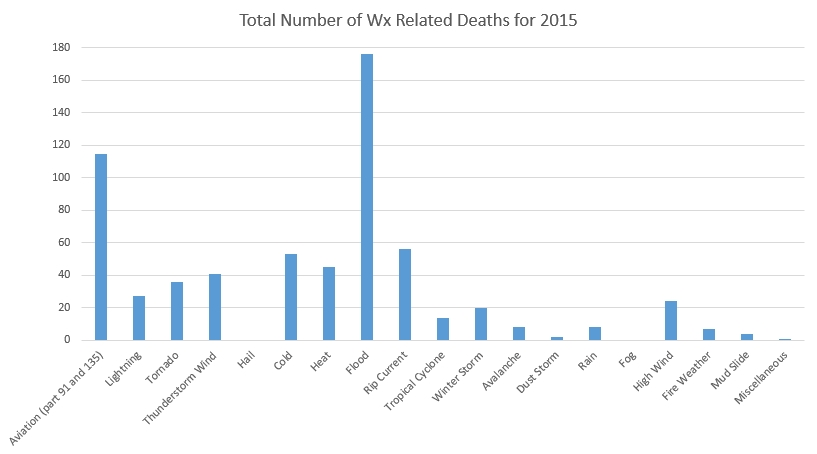 Total Number of Wx Related Deaths for 2015
180
160
140
120
100
80
60
40
20
0
Aviation (part 91 and 135)
Lightning
Tornado
Thunderstorm Wind
Hail
Cold
Heat
Flood
Rip Current
Tropical Cyclone
Winter Storm
Avalanche
Dust Storm
Rain
Fog
High Wind
Fire Weather
Mud Slide
Miscellaneous